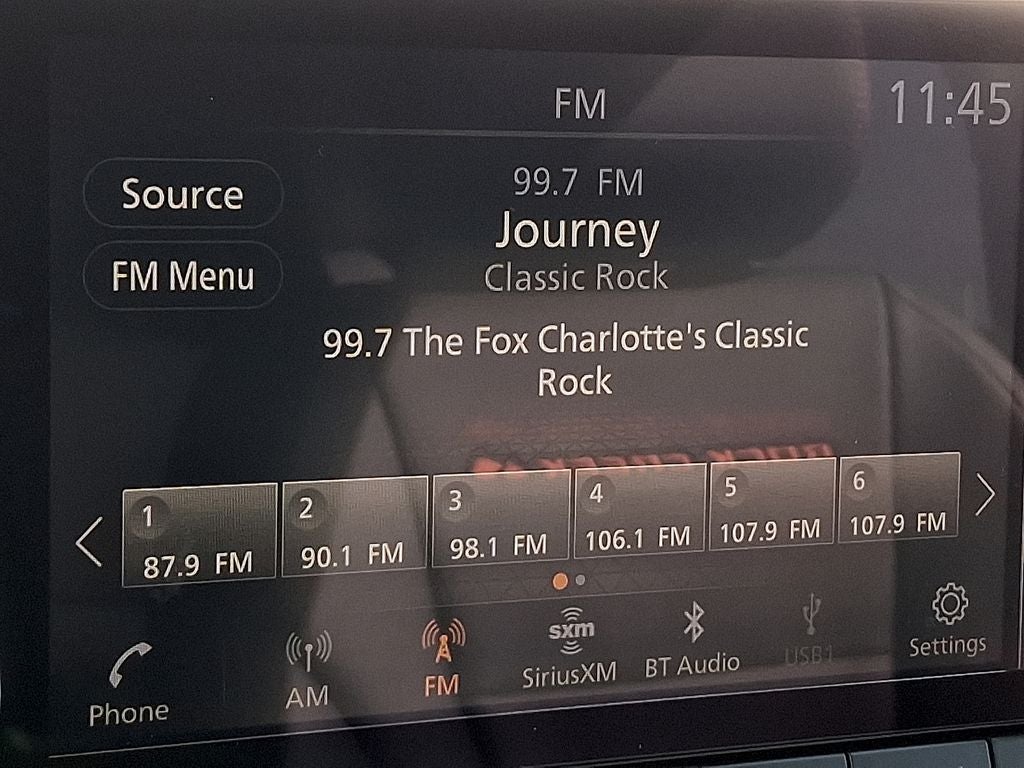 FM
11:45
Source
FM Menu
99.7 FM
Journey
Classic Rock
99.7 The Fox Charlotte's Classic
Rock
1
87.9 FM
2
90.1 FM
3
98.1 FM
4
106.1 FM
5
107.9 FM
6
107.9 FM
Phone
AM
FM
sxm
SiriusXM
BT Audio
USB1
Settings